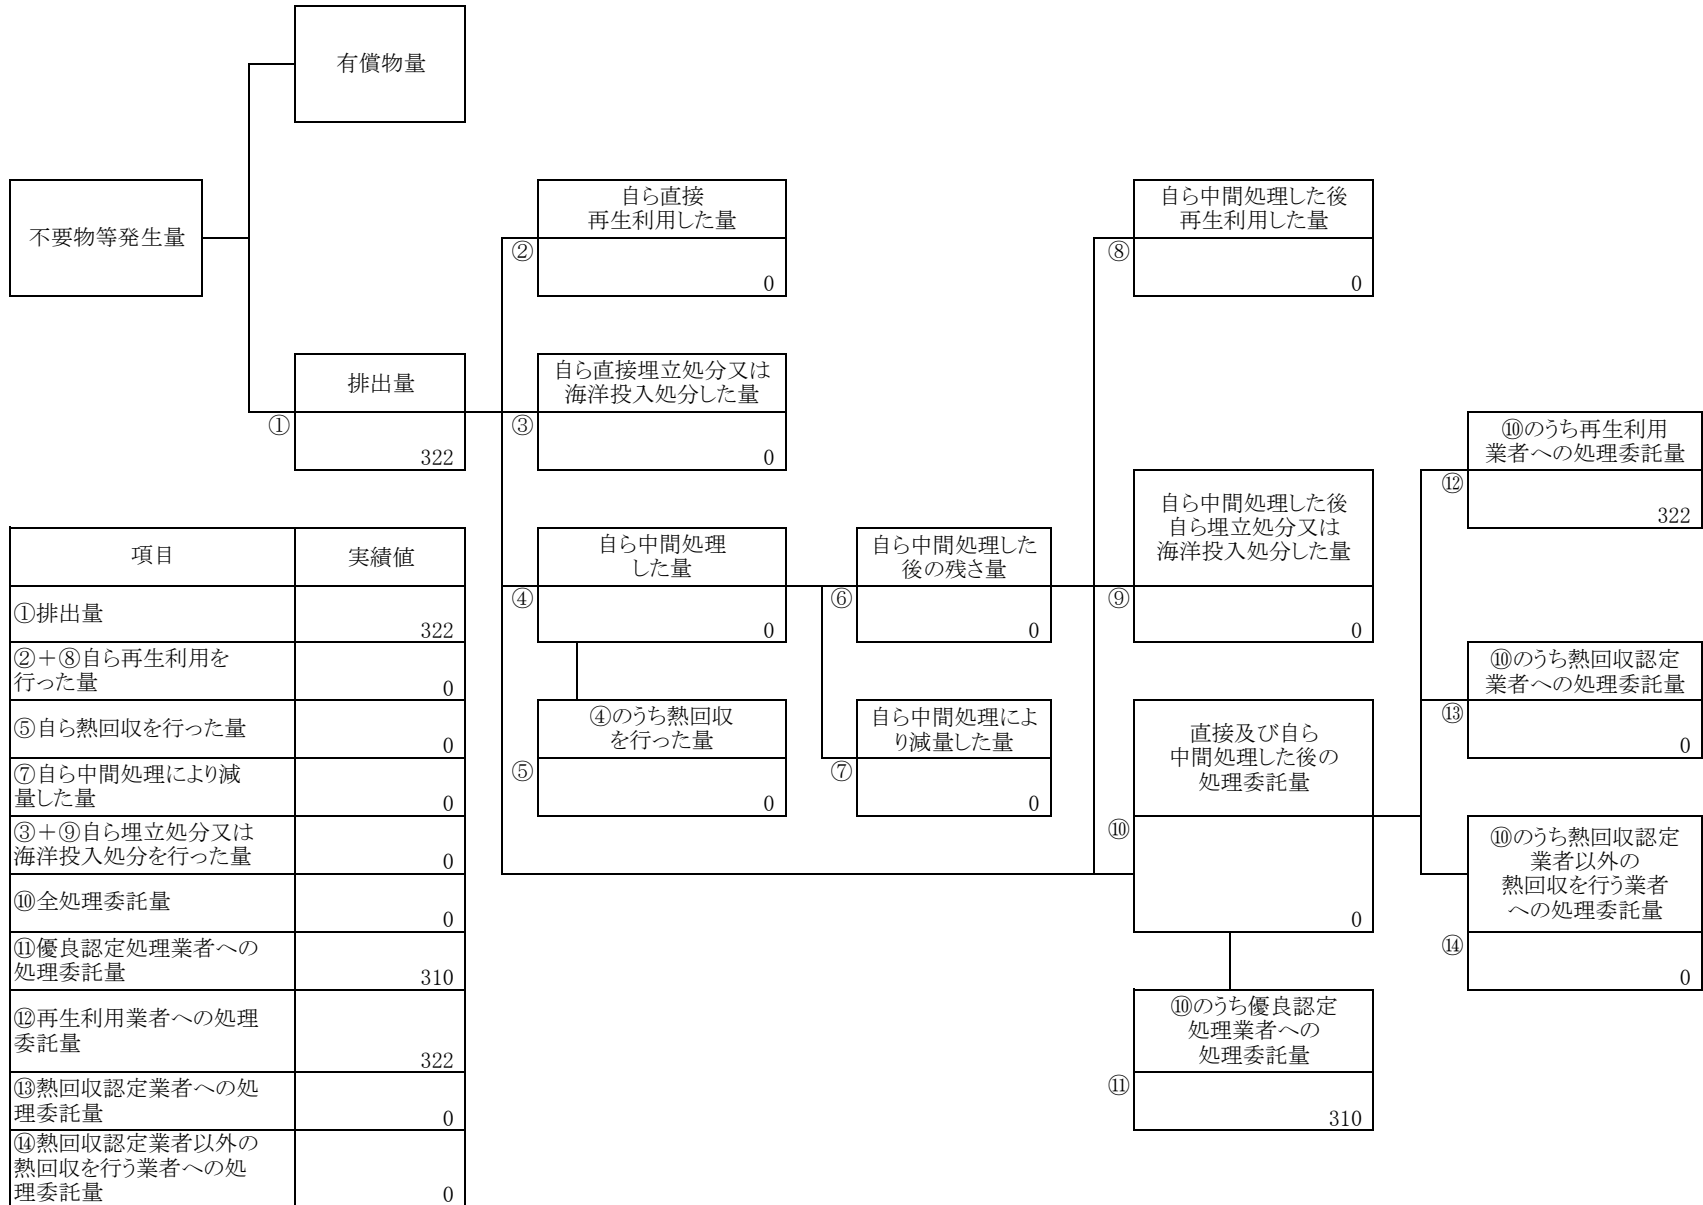 有償物量
不要物等発生量
自ら直接
再生利用した量
②
0
自ら中間処理した後
再生利用した量
⑧
0
排出量
①
322
自ら直接埋立処分又は
海洋投入処分した量
③
0
⑩のうち再生利用
業者への処理委託量
⑫
322
自ら中間処理
した量
④
0
自ら中間処理した
後の残さ量
⑥
0
自ら中間処理した後
自ら埋立処分又は
海洋投入処分した量
⑨
0
⑩のうち熱回収認定
業者への処理委託量
⑬
0
④のうち熱回収
を行った量
⑤
0
自ら中間処理によ
り減量した量
⑦
0
直接及び自ら
中間処理した後の
処理委託量
⑩
0
⑩のうち熱回収認定
業者以外の
熱回収を行う業者
への処理委託量
⑭
0
⑩のうち優良認定
処理業者への
処理委託量
⑪
310
項目 実績値
①排出量
322
②+⑧自ら再生利用を
行った量
0
⑤自ら熱回収を行った量
0
⑦自ら中間処理により減
量した量
0
③+⑨自ら埋立処分又は
海洋投入処分を行った量
0
⑩全処理委託量
0
⑪優良認定処理業者への
処理委託量
310
⑫再生利用業者への処理
委託量
322
⑬熱回収認定業者への処
理委託量
0
⑭熱回収認定業者以外の
熱回収を行う業者への処
理委託量
0